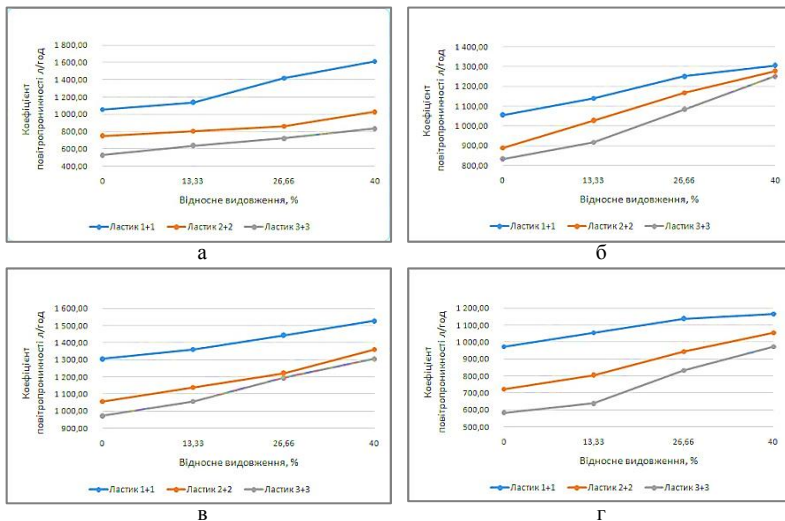 1 800,00
1 600,00
1 400,00
1 200,00
1 000,00
800,00
600,00
400,00
Коефіцієнт
повітропроникності л/год
0 13,33 26,66 40
Відносне видовження, %
Ластик 1+1 Ластик 2+2 Ластик 3+3
а
1 400,00
1 300,00
1 200,00
1 100,00
1 000,00
900,00
800,00
Коефіцієнт
повітропроникності л/год
0 13,33 26,66 40
Відносне видовження, %
Ластик 1+1 Ластик 2+2 Ластик 3+3
б
1 600,00
1 500,00
1 400,00
1 300,00
1 200,00
1 100,00
1 000,00
900,00
Коефіцієнт
повітропроникності л/год
0 13,33 26,66 40
Відносне видовження, %
Ластик 1+1 Ластик 2+2 Ластик 3+3
в
1 200,00
1 100,00
1 000,00
900,00
800,00
700,00
600,00
500,00
Коефіцієнт
повітропроникності л/год
0 13,33 26,66 40
Відносне видовження, %
Ластик 1+1 Ластик 2+2 Ластик 3+3
г